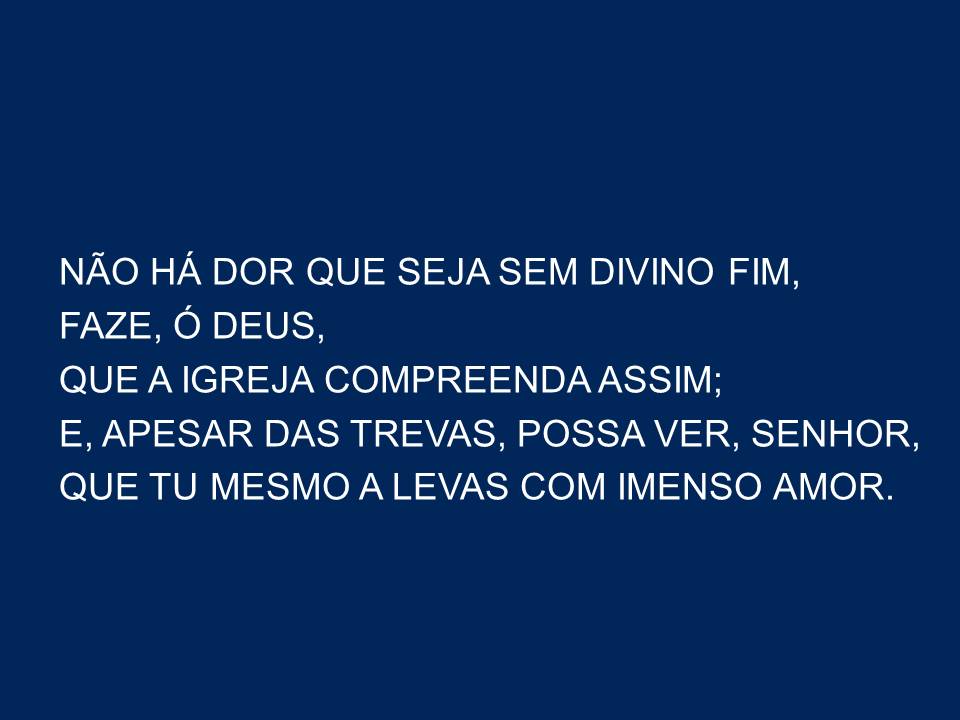 NÃO HÁ DOR QUE SEJA SEM DIVINO FIM,
FAZE, Ó DEUS,
QUE A IGREJA COMPREENDA ASSIM;
E, APESAR DAS TREVAS, POSSA VER, SENHOR,
QUE TU MESMO A LEVAS COM IMENSO AMOR.